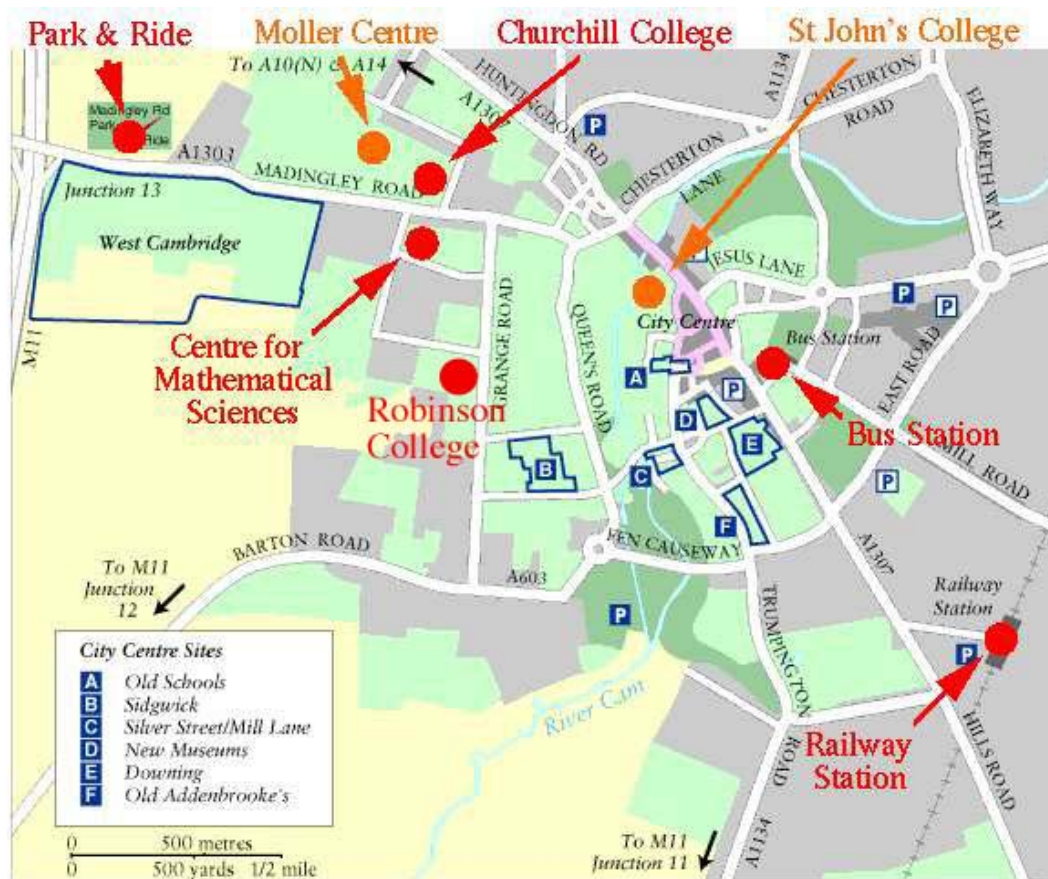 Park & Ride
Moller Centre
Churchill College
St John's College
To A10(N) & A14
HUNTINGDON RD
A1307
A1134
CHESTERTON
ROAD
ELIZABETH WAY
P
Madingley Rd
Park
Ride
A1303
MADINGLEY ROAD
CHESTERTON
LANE
Junction 13
West Cambridge
JESUS LANE
P
P
M11
GRANGE ROAD
QUEEN'S ROAD
City Centre
Bus Station
EAST ROAD
Centre for
Mathematical
Sciences
A
P
Robinson
College
D
Bus Station
MILL ROAD
B
C
E
P
F
FEN CAUSEWAY
BARTON ROAD
A603
A1307
To M11
Junction
12
Railway
Station
P
P
TRUMPINGTON
ROAD
HILLS ROAD
River Cam
Railway
Station
City Centre Sites
A Old Schools
B Sidgwick
C Silver Street/Mill Lane
D New Museums
E Downing
F Old Addenbrooke's
0 500 metres
0 500 yards 1/2 mile
To M11
Junction 11
A1134